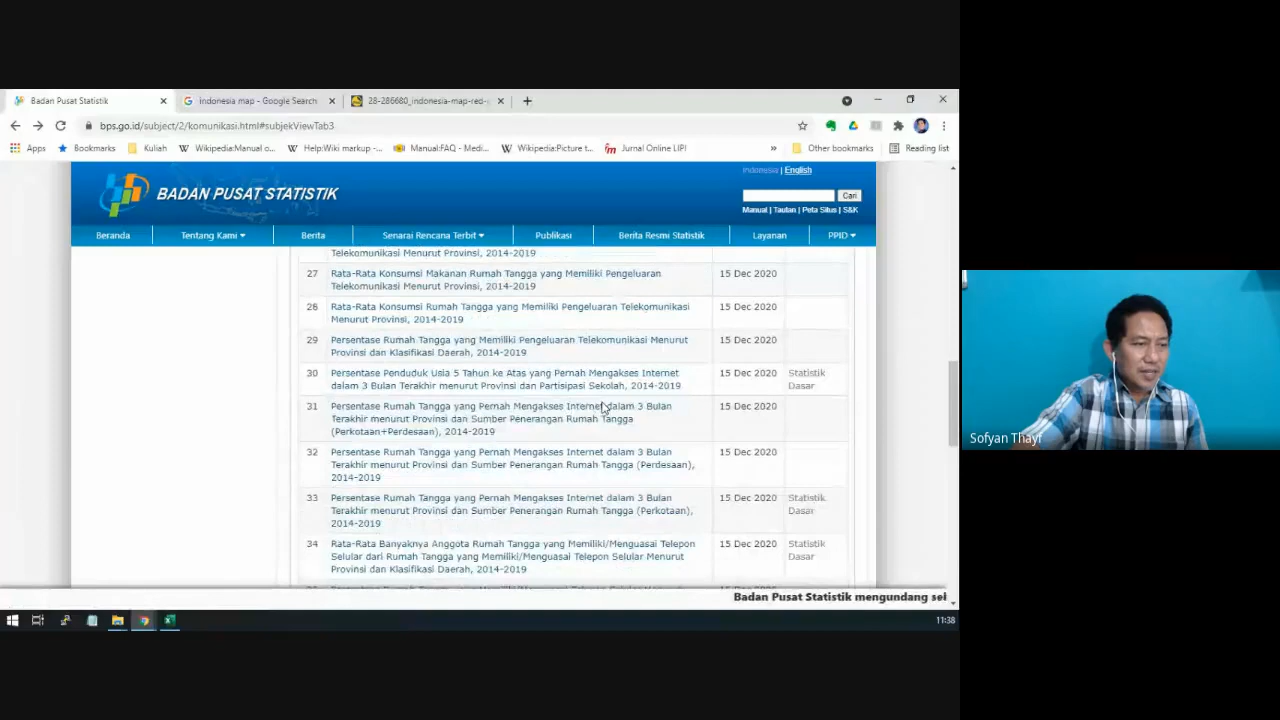 Badan Pusat Statistik
indonesia map - Google Search
28-286680_indonesia-map-red-
bps.go.id/subject/2/komunikasi.html#subjekViewTab3
Apps
Bookmarks
Kuliah
Wikipedia:Manual o...
Help:Wiki markup -...
Manual:FAQ - Medi...
Wikipedia:Picture t...
Jurnal Online LIPI
»
Other bookmarks
Reading list
BADAN PUSAT STATISTIK
Indonesia | English
Cari
Manual | Tautan | Peta Situs | S&K
Beranda
Tentang Kami
Berita
Senarai Rencana Terbit
Publikasi
Berita Resmi Statistik
Layanan
PPID
Telekomunikasi Menurut Provinsi, 2014-2019
27 Rata-Rata Konsumsi Makanan Rumah Tangga yang Memiliki Pengeluaran 15 Dec 2020
Telekomunikasi Menurut Provinsi, 2014-2019
28 Rata-Rata Konsumsi Rumah Tangga yang Memiliki Pengeluaran Telekomunikasi 15 Dec 2020
Menurut Provinsi, 2014-2019
29 Persentase Rumah Tangga yang Memiliki Pengeluaran Telekomunikasi Menurut 15 Dec 2020
Provinsi dan Klasifikasi Daerah, 2014-2019
30 Persentase Penduduk Usia 5 Tahun ke Atas yang Pernah Mengakses Internet 15 Dec 2020 Statistik
dalam 3 Bulan Terakhir menurut Provinsi dan Partisipasi Sekolah, 2014-2019 Dasar
31 Persentase Rumah Tangga yang Pernah Mengakses Internet dalam 3 Bulan 15 Dec 2020
Terakhir menurut Provinsi dan Sumber Penerangan Rumah Tangga
(Perkotaan+Perdesaan), 2014-2019
32 Persentase Rumah Tangga yang Pernah Mengakses Internet dalam 3 Bulan 15 Dec 2020
Terakhir menurut Provinsi dan Sumber Penerangan Rumah Tangga (Perdesaan),
2014-2019
33 Persentase Rumah Tangga yang Pernah Mengakses Internet dalam 3 Bulan 15 Dec 2020 Statistik
Terakhir menurut Provinsi dan Sumber Penerangan Rumah Tangga (Perkotaan), Dasar
2014-2019
34 Rata-Rata Banyaknya Anggota Rumah Tangga yang Memiliki/Menguasai Telepon 15 Dec 2020 Statistik
Selular dari Rumah Tangga yang Memiliki/Menguasai Telepon Selular Menurut Dasar
Provinsi dan Klasifikasi Daerah, 2014-2019
Badan Pusat Statistik mengundang sel
11:38
Sofyan Thayf